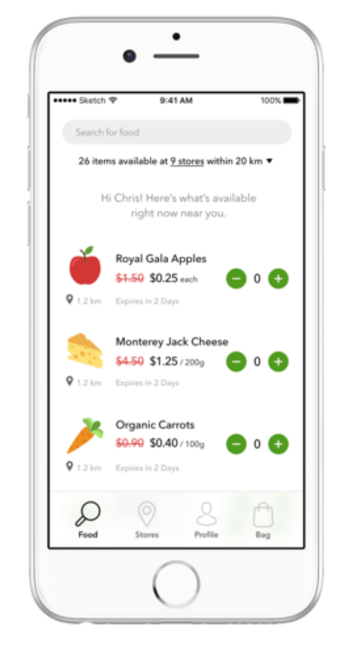 Sketch 9:41 AM 100%
Search for food
26 items available at 9 stores within 20 km
Hi Chris! Here's what's available
right now near you.
Royal Gala Apples
$1.50 $0.25 each
0
1.2 km Expires in 2 Days
Monterey Jack Cheese
$4.50 $1.25 / 200g
0
1.2 km Expires in 2 Days
Organic Carrots
$0.90 $0.40 / 100g
0
1.2 km Expires in 2 Days
Food Stores Profile Bag